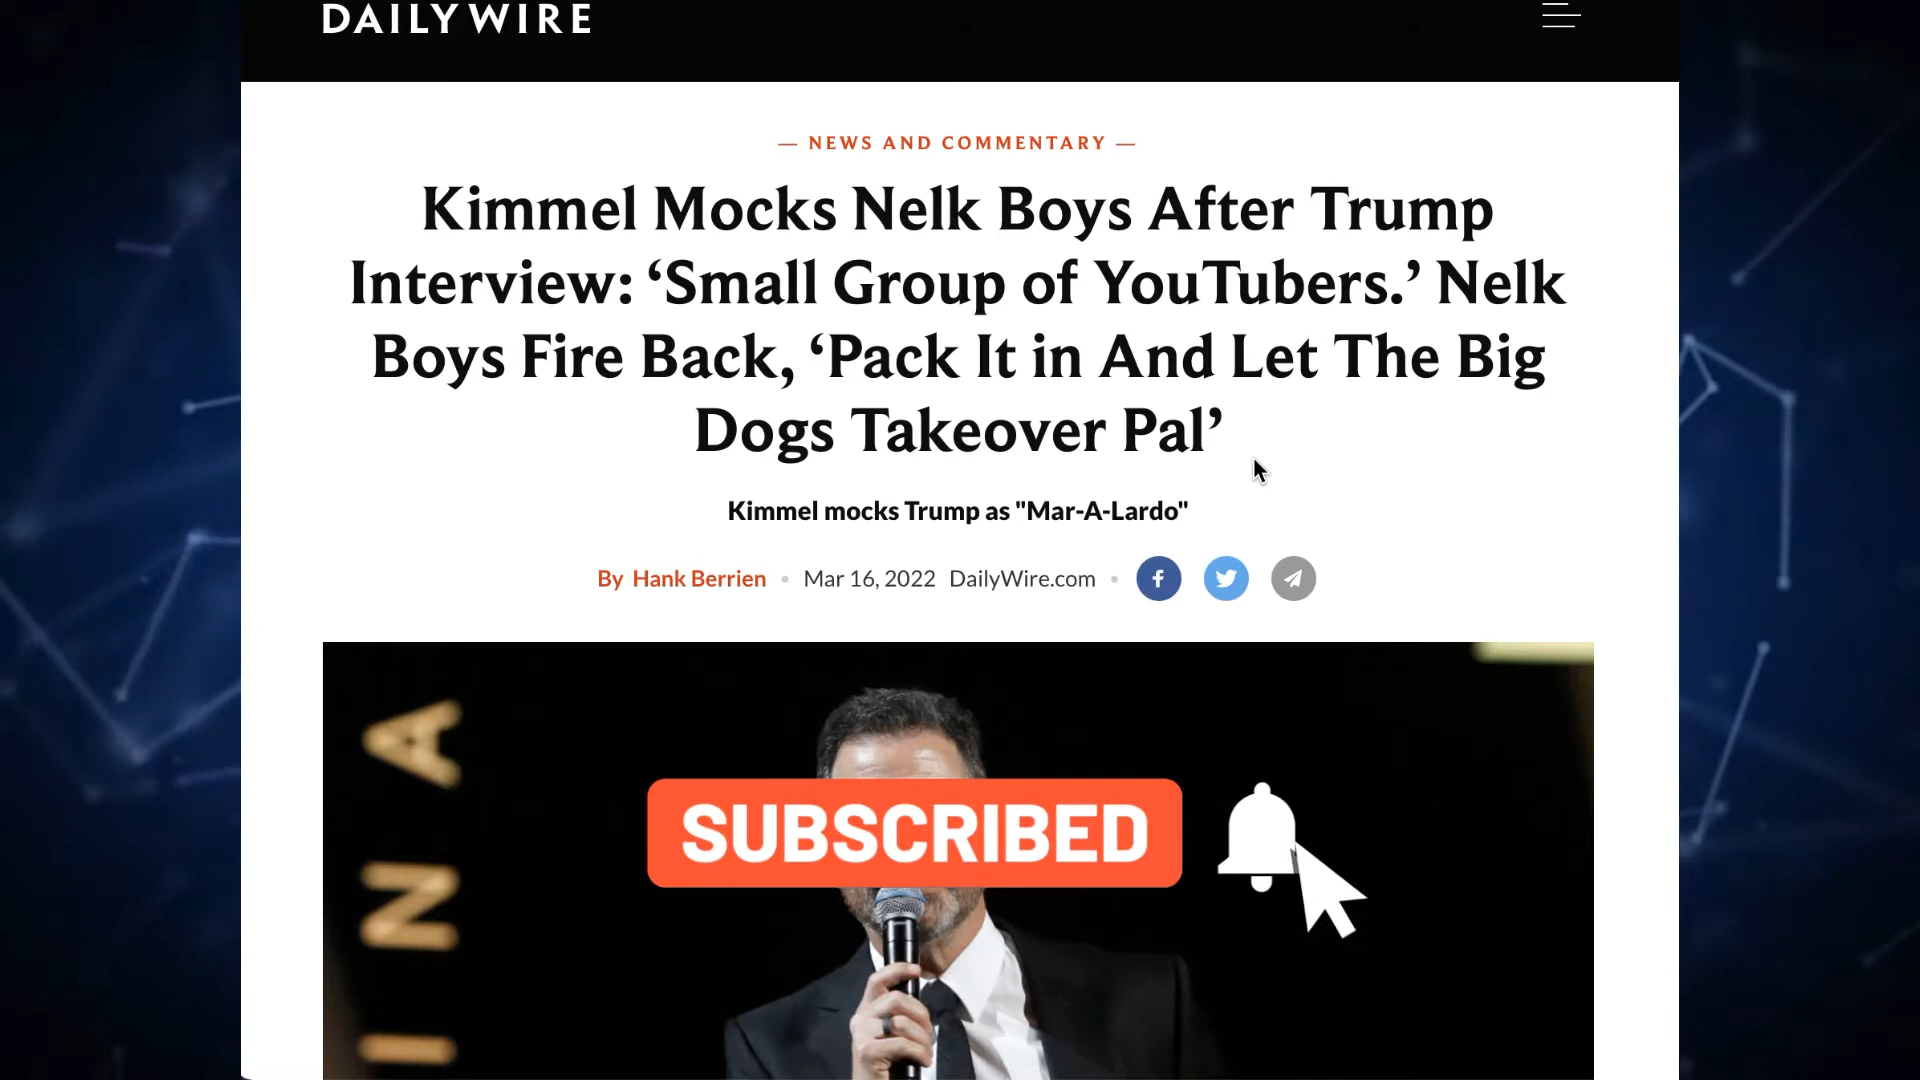 DAILYWIRE
— NEWS AND COMMENTARY —
Kimmel Mocks Nelk Boys After Trump
Interview: ‘Small Group of YouTubers.’ Nelk
Boys Fire Back, ‘Pack It in And Let The Big
Dogs Takeover Pal’
Kimmel mocks Trump as "Mar-A-Lardo"
By Hank Berrien • Mar 16, 2022 DailyWire.com •
SUBSCRIBED
I N A